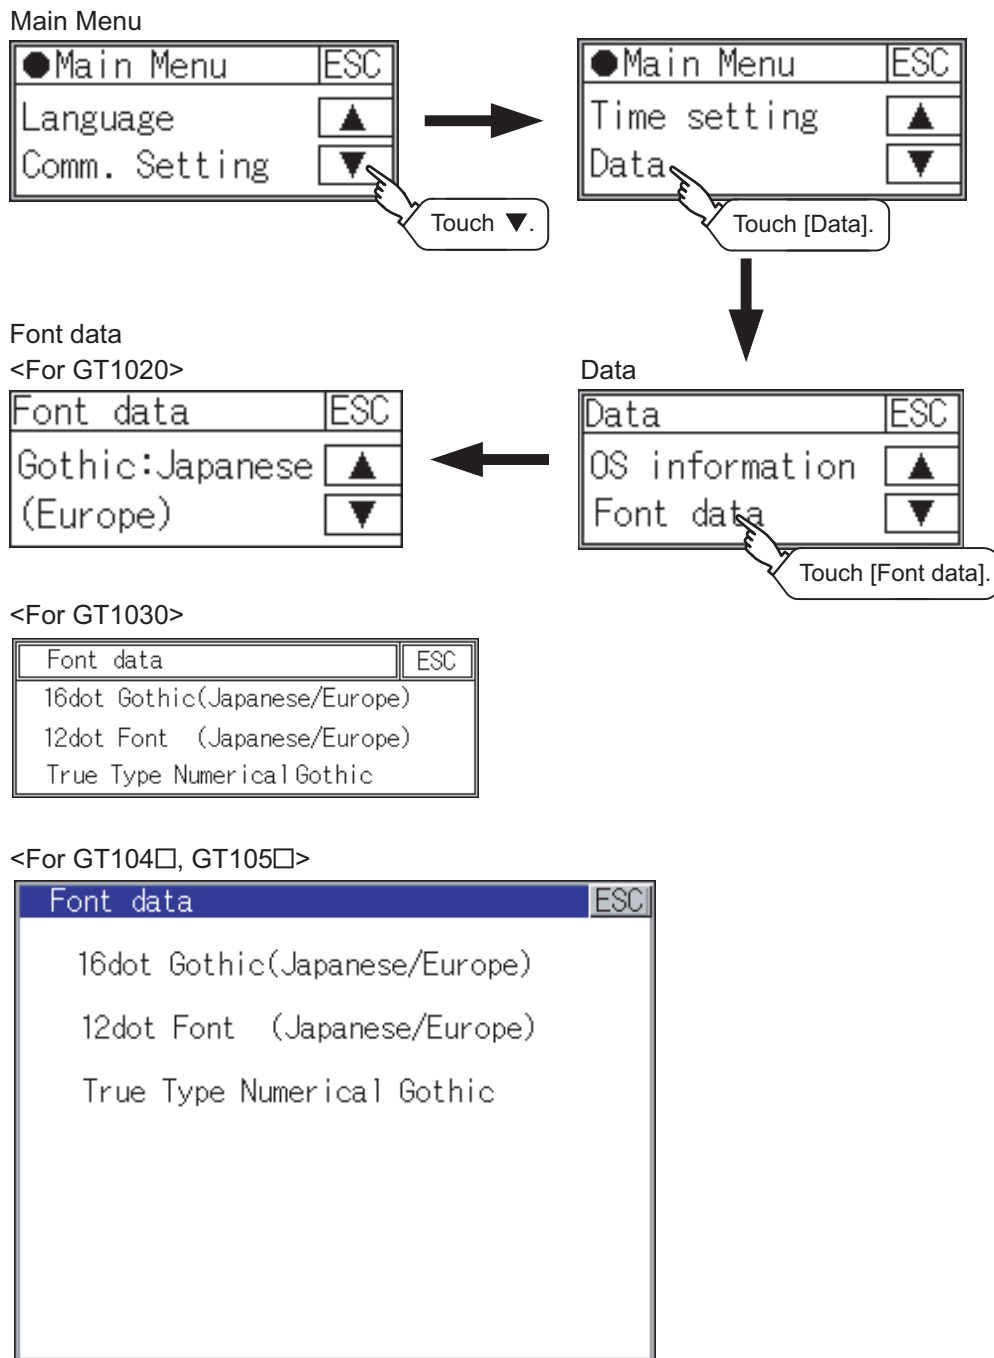 Main Menu
●Main Menu ESC
Language ▲
Comm. Setting ▼
Touch ▼.
●Main Menu ESC
Time setting ▲
Data ▼
Touch [Data].
Data
Data ESC
OS information ▲
Font data ▼
Touch [Font data].
Font data
<For GT1020>
Font data ESC
Gothic:Japanese ▲
(Europe) ▼
<For GT1030>
Font data ESC
16dot Gothic(Japanese/Europe)
12dot Font (Japanese/Europe)
True Type Numerical Gothic
<For GT104□, GT105□>
Font data ESC
16dot Gothic(Japanese/Europe)
12dot Font (Japanese/Europe)
True Type Numerical Gothic